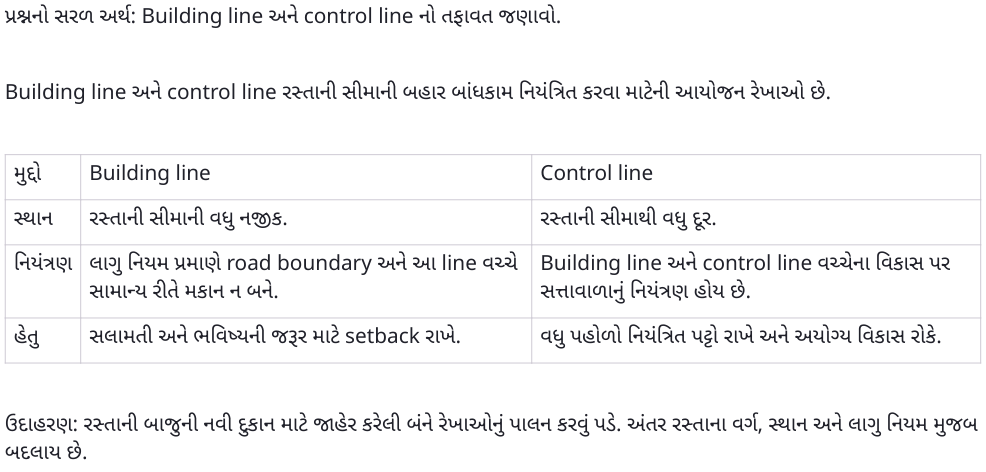 પ્રશ્નનો સરળ અર્થ: Building line અને control line નો તફાવત જણાવો.
Building line અને control line રસ્તાની સીમાની બહાર બાંધકામ નિયંત્રિત કરવા માટેની આયોજન રેખાઓ છે.
મુદ્દો Building line Control line
સ્થાન રસ્તાની સીમાની વધુ નજીક. રસ્તાની સીમાથી વધુ દૂર.
નિયંત્રણ લાગુ નિયમ પ્રમાણે road boundary અને આ line વચ્ચે સામાન્ય રીતે મકાન ન બને. Building line અને control line વચ્ચેના વિકાસ પર સત્તાવાળાનું નિયંત્રણ હોય છે.
હેતુ સલામતી અને ભવિષ્યની જરૂર માટે setback રાખે. વધુ પહોળો નિયંત્રિત પટ્ટો રાખે અને અયોગ્ય વિકાસ રોકે.
ઉદાહરણ: રસ્તાની બાજુની નવી દુકાન માટે જાહેર કરેલી બંને રેખાઓનું પાલન કરવું પડે. અંતર રસ્તાના વર્ગ, સ્થાન અને લાગુ નિયમ મુજબ
બદલાય છે.